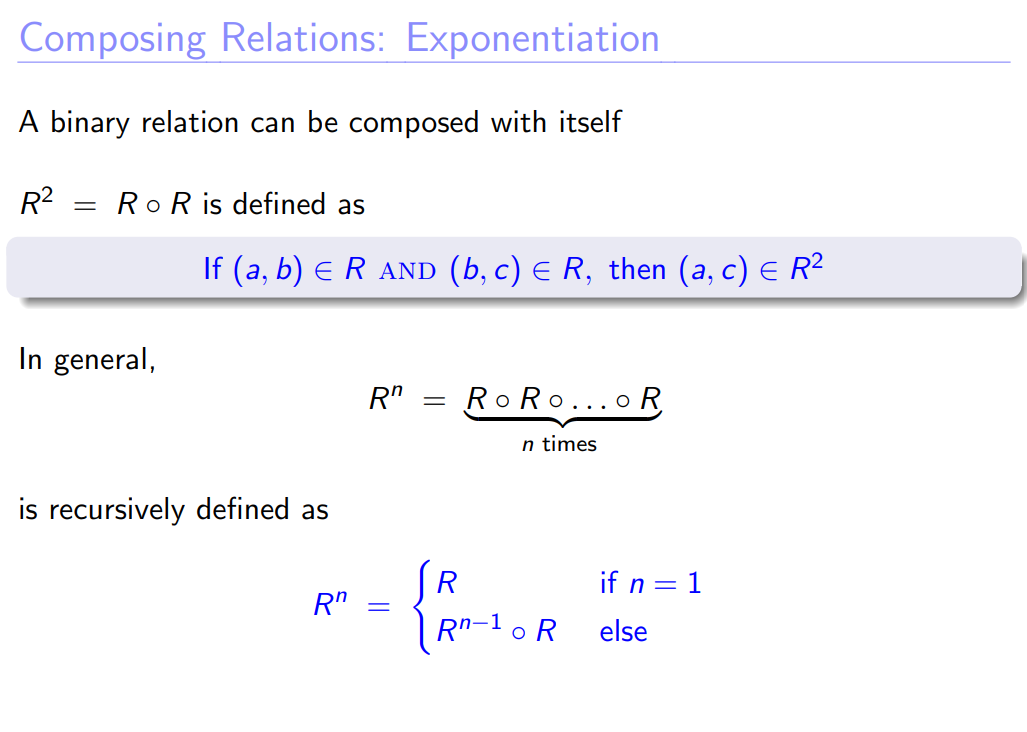 Composing Relations: Exponentiation
A binary relation can be composed with itself
R² = R ∘ R is defined as
If (a, b) ∈ R AND (b, c) ∈ R, then (a, c) ∈ R²
In general,
Rⁿ = R ∘ R ∘ … ∘ R
n times
is recursively defined as
Rⁿ = { R if n = 1
Rⁿ⁻¹ ∘ R else